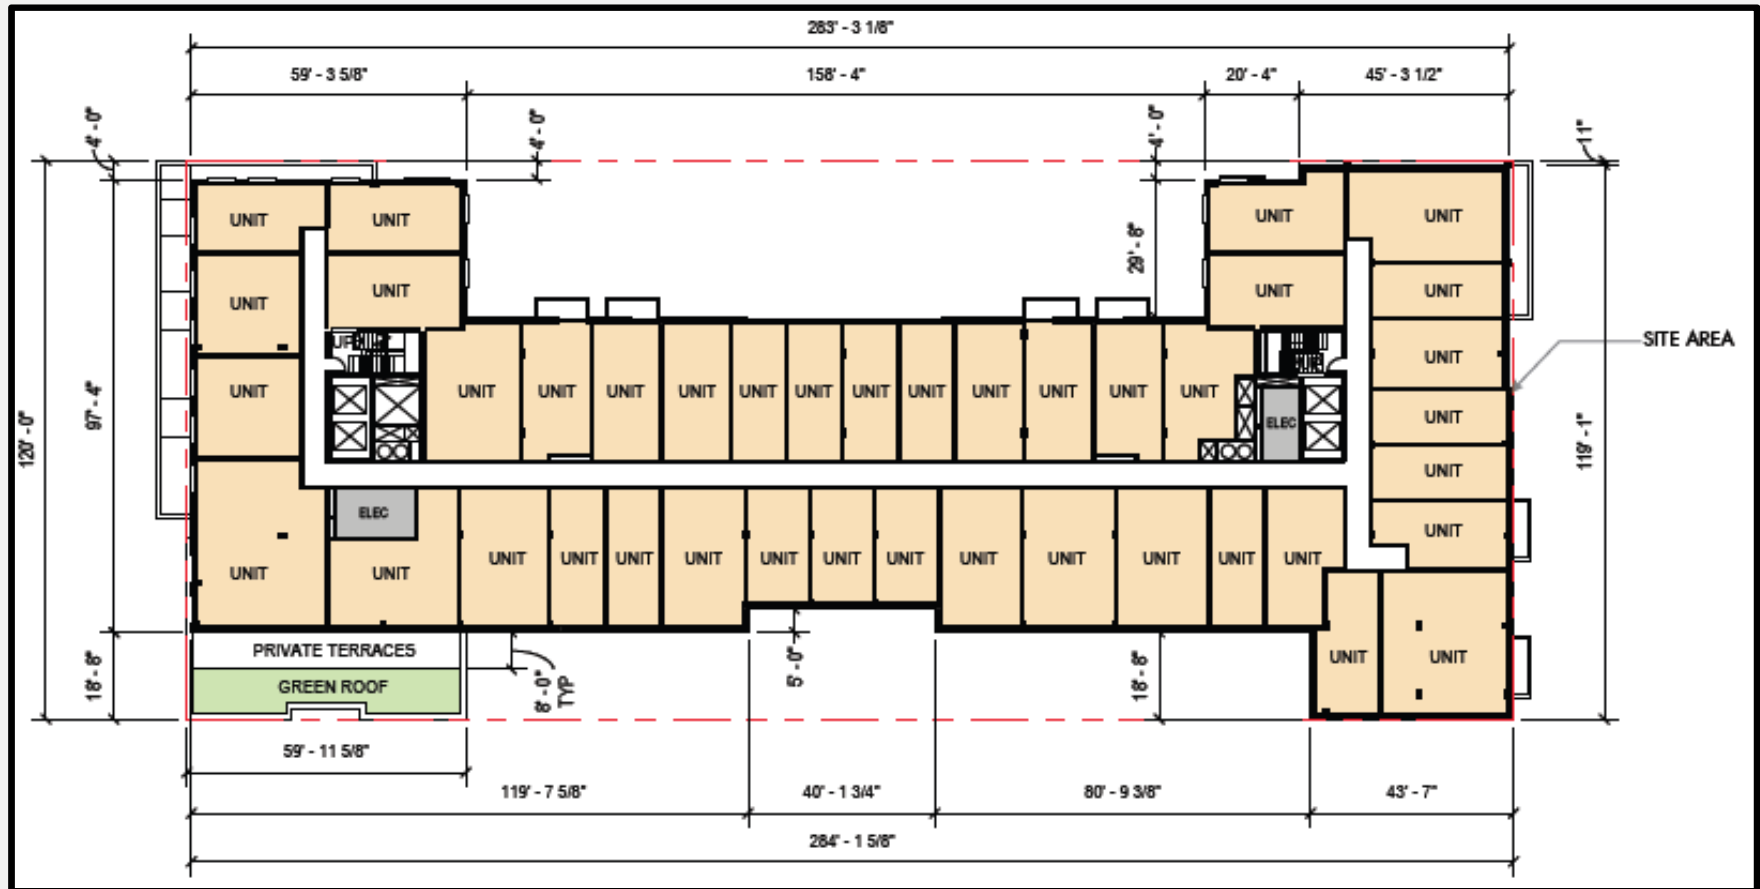 283' - 3 1/8"
59' - 3 5/8" 158' - 4" 20' - 4" 45' - 3 1/2"
4' - 0" 4' - 0" 4' - 0" 11"
UNIT UNIT UNIT UNIT
29' - 8"
UNIT UNIT UNIT UNIT
UP
SITE AREA
UNIT
UNIT UNIT UNIT UNIT UNIT UNIT UNIT UNIT UNIT UNIT UNIT UNIT UNIT
120' - 0" 97' - 4" 119' - 1"
UNIT
ELEC
UNIT
ELEC
UNIT
UNIT UNIT UNIT UNIT UNIT UNIT UNIT UNIT UNIT UNIT UNIT UNIT UNIT UNIT
PRIVATE TERRACES
UNIT UNIT
GREEN ROOF
18' - 8" 8' - 0" TYP 5' - 0" 18' - 8"
59' - 11 5/8"
119' - 7 5/8" 40' - 1 3/4" 80' - 9 3/8" 43' - 7"
284' - 1 5/8"